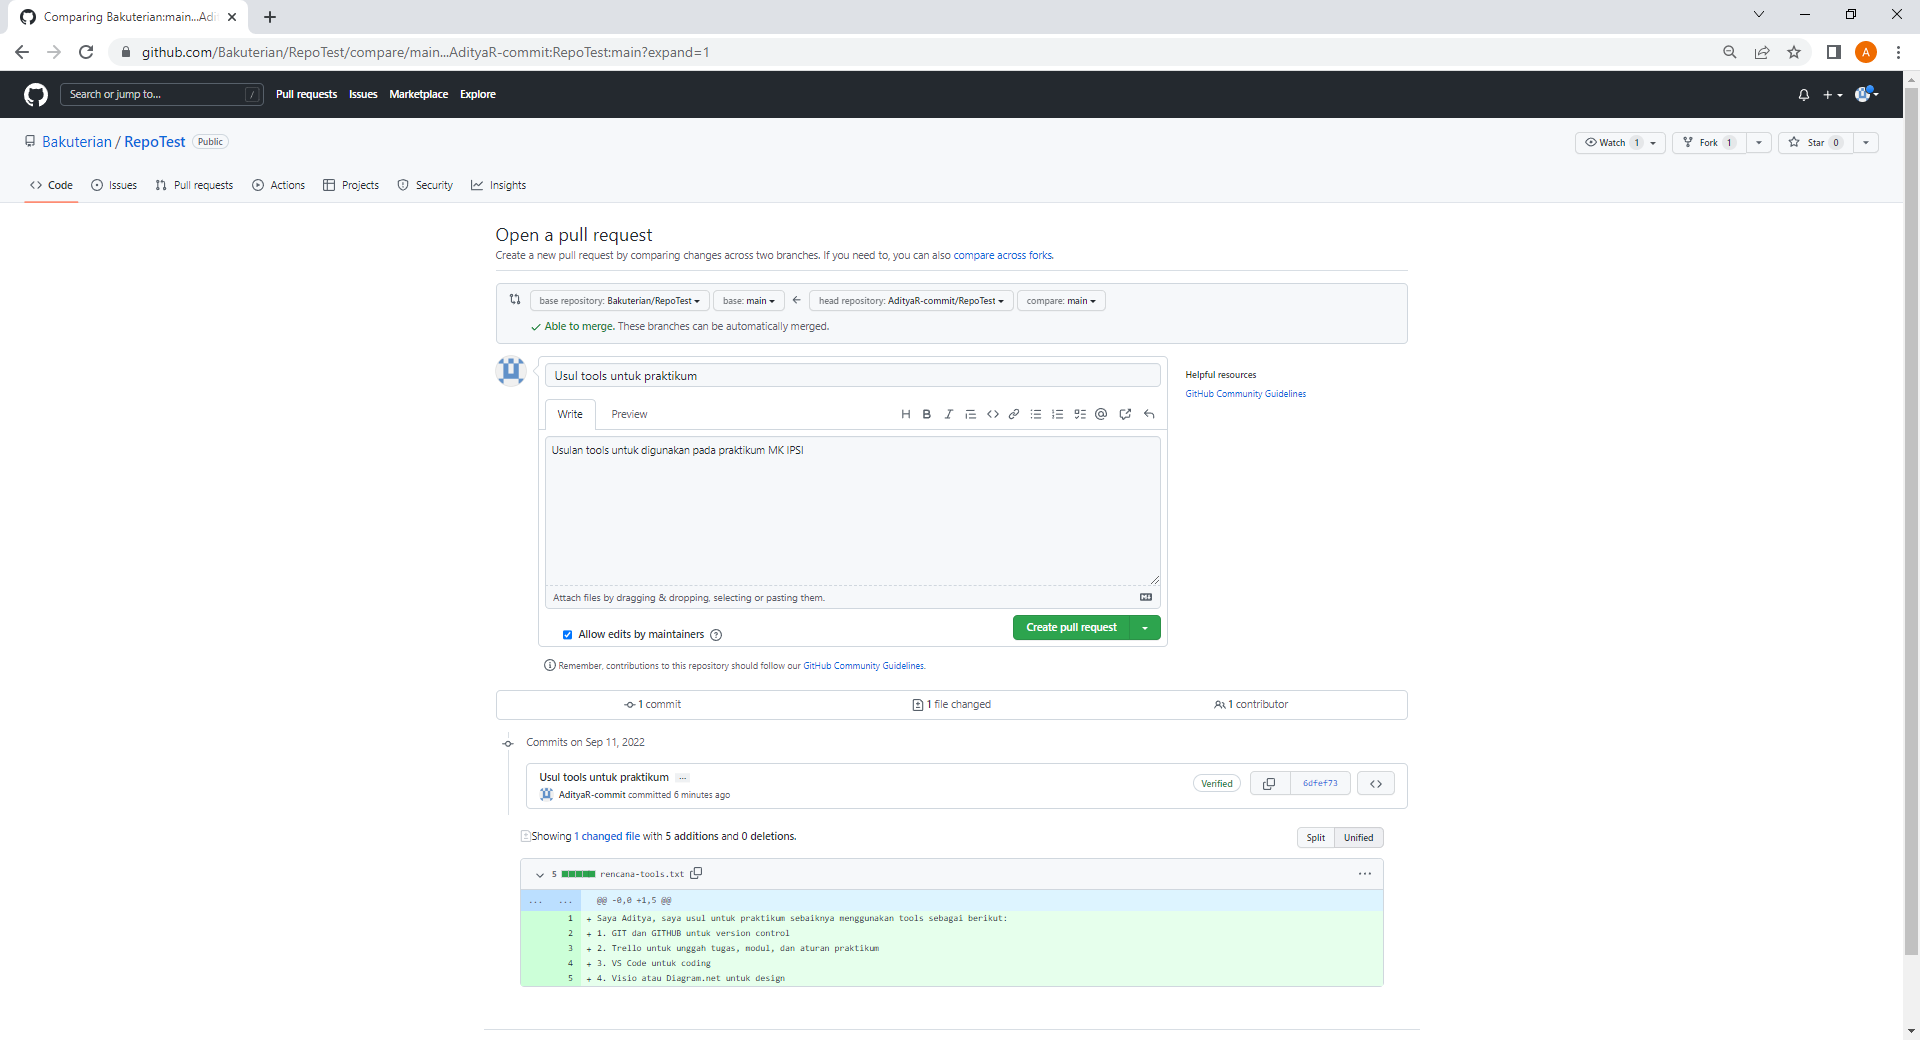 Comparing Bakuterian:main...Adi
github.com/Bakuterian/RepoTest/compare/main...AdityaR-commit:RepoTest:main?expand=1
A
Search or jump to... /
Pull requests Issues Marketplace Explore
Bakuterian / RepoTest Public
Watch 1 Fork 1 Star 0
Code Issues Pull requests Actions Projects Security Insights
Open a pull request
Create a new pull request by comparing changes across two branches. If you need to, you can also compare across forks.
base repository: Bakuterian/RepoTest base: main head repository: AdityaR-commit/RepoTest compare: main
Able to merge. These branches can be automatically merged.
Usul tools untuk praktikum
Helpful resources
GitHub Community Guidelines
Write Preview
Usulan tools untuk digunakan pada praktikum MK IPSI
Attach files by dragging & dropping, selecting or pasting them.
Allow edits by maintainers
Create pull request
Remember, contributions to this repository should follow our GitHub Community Guidelines.
1 commit 1 file changed 1 contributor
Commits on Sep 11, 2022
Usul tools untuk praktikum ...
AdityaR-commit committed 6 minutes ago
Verified 6dfef73
Showing 1 changed file with 5 additions and 0 deletions.
Split Unified
5 rencana-tools.txt
... ... @@ -0,0 +1,5 @@
1 + Saya Aditya, saya usul untuk praktikum sebaiknya menggunakan tools sebagai berikut:
2 + 1. GIT dan GITHUB untuk version control
3 + 2. Trello untuk unggah tugas, modul, dan aturan praktikum
4 + 3. VS Code untuk coding
5 + 4. Visio atau Diagram.net untuk design